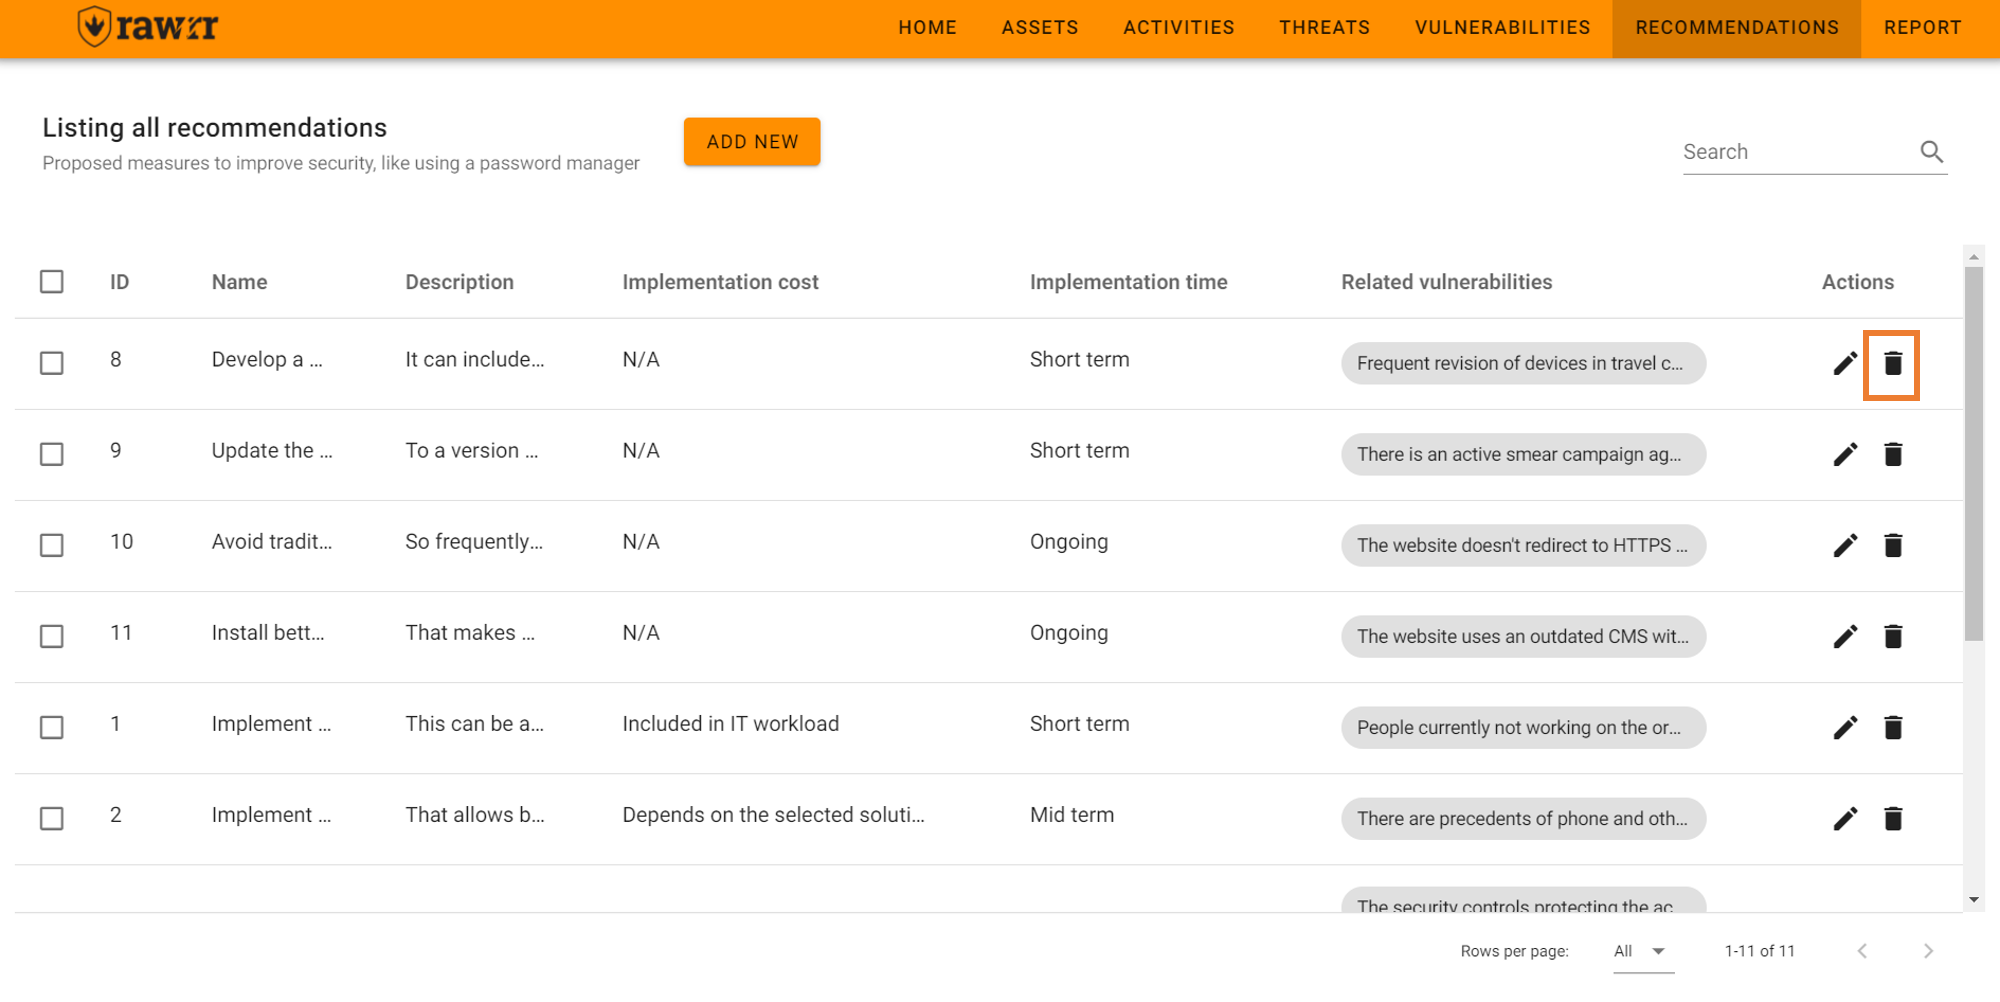 rawrr HOME ASSETS ACTIVITIES THREATS VULNERABILITIES RECOMMENDATIONS REPORT
Listing all recommendations
Proposed measures to improve security, like using a password manager
ADD NEW
Search
ID Name Description Implementation cost Implementation time Related vulnerabilities Actions
8 Develop a ... It can include... N/A Short term Frequent revision of devices in travel c...
9 Update the ... To a version ... N/A Short term There is an active smear campaign ag...
10 Avoid tradit... So frequently... N/A Ongoing The website doesn't redirect to HTTPS ...
11 Install bett... That makes ... N/A Ongoing The website uses an outdated CMS wit...
1 Implement ... This can be a... Included in IT workload Short term People currently not working on the or...
2 Implement ... That allows b... Depends on the selected soluti... Mid term There are precedents of phone and oth...
The security controls protecting the ac
Rows per page: All 1-11 of 11